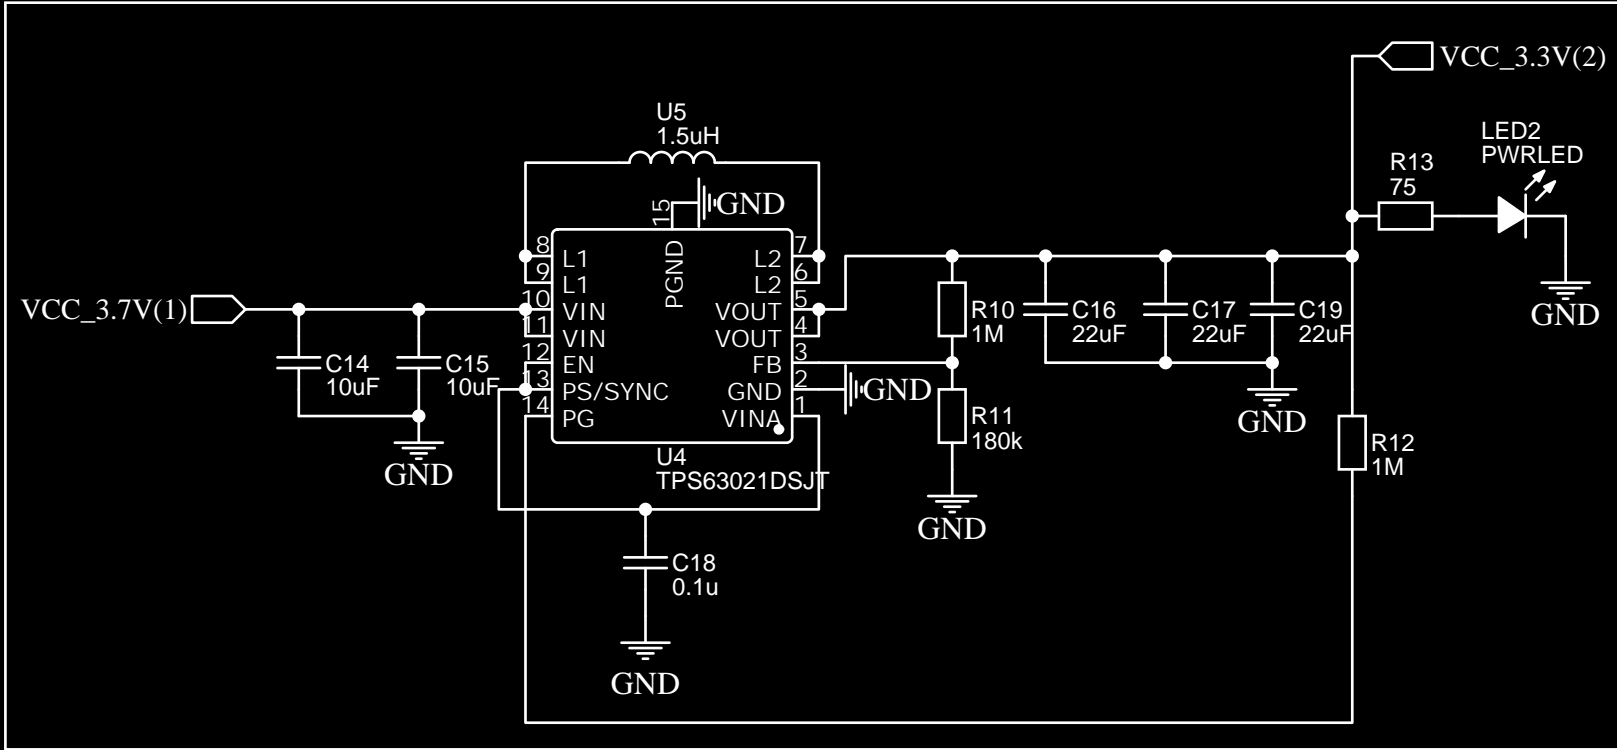 VCC_3.3V(2)
U5
1.5uH
LED2
PWRLED
R13
75
15
GND
PGND
8
L1
9
L1
10
VIN
11
VIN
12
EN
13
PS/SYNC
14
PG
7
L2
6
L2
5
VOUT
4
VOUT
3
FB
2
GND
1
VINA
VCC_3.7V(1)
C14
10uF
C15
10uF
GND
GND
R10
1M
C16
22uF
C17
22uF
C19
22uF
GND
GND
R11
180k
GND
R12
1M
U4
TPS63021DSJT
C18
0.1u
GND